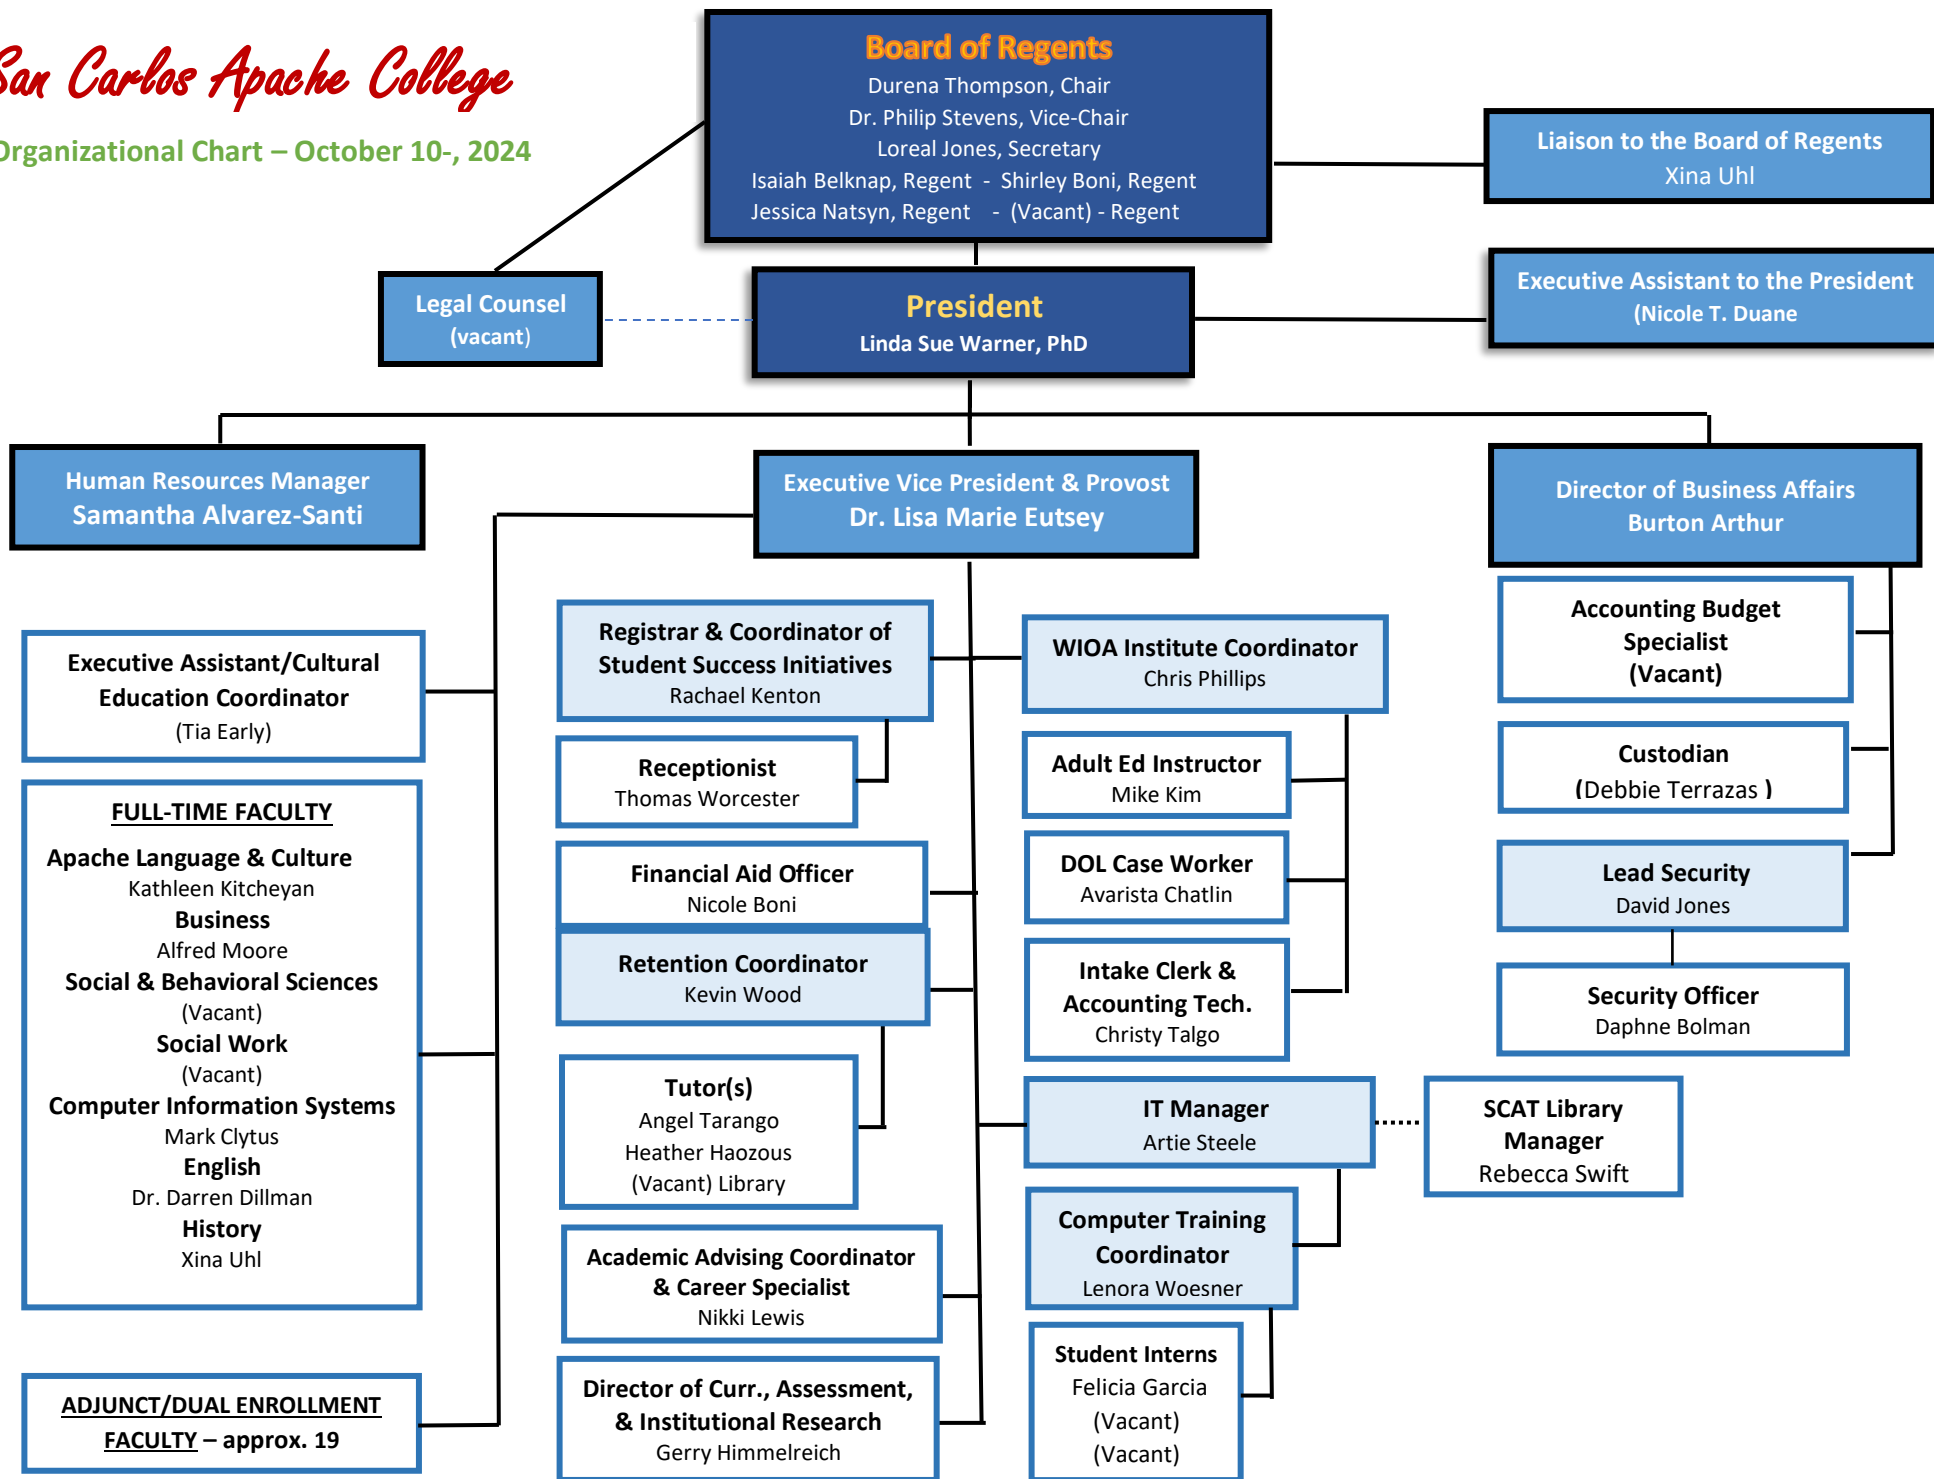 San Carlos Apache College
Organizational Chart – October 10-, 2024
Board of Regents
Durena Thompson, Chair
Dr. Philip Stevens, Vice-Chair
Loreal Jones, Secretary
Isaiah Belknap, Regent - Shirley Boni, Regent
Jessica Natsyn, Regent - (Vacant) - Regent
Liaison to the Board of Regents
Xina Uhl
Legal Counsel
(vacant)
President
Linda Sue Warner, PhD
Executive Assistant to the President
(Nicole T. Duane
Human Resources Manager
Samantha Alvarez-Santi
Executive Vice President & Provost
Dr. Lisa Marie Eutsey
Director of Business Affairs
Burton Arthur
Executive Assistant/Cultural
Education Coordinator
(Tia Early)
FULL-TIME FACULTY
Apache Language & Culture
Kathleen Kitcheyan
Business
Alfred Moore
Social & Behavioral Sciences
(Vacant)
Social Work
(Vacant)
Computer Information Systems
Mark Clytus
English
Dr. Darren Dillman
History
Xina Uhl
ADJUNCT/DUAL ENROLLMENT
FACULTY – approx. 19
Registrar & Coordinator of
Student Success Initiatives
Rachael Kenton
Receptionist
Thomas Worcester
Financial Aid Officer
Nicole Boni
Retention Coordinator
Kevin Wood
Tutor(s)
Angel Tarango
Heather Haozous
(Vacant) Library
Academic Advising Coordinator
& Career Specialist
Nikki Lewis
Director of Curr., Assessment,
& Institutional Research
Gerry Himmelreich
WIOA Institute Coordinator
Chris Phillips
Adult Ed Instructor
Mike Kim
DOL Case Worker
Avarista Chatlin
Intake Clerk &
Accounting Tech.
Christy Talgo
IT Manager
Artie Steele
Computer Training
Coordinator
Lenora Woesner
Student Interns
Felicia Garcia
(Vacant)
(Vacant)
SCAT Library
Manager
Rebecca Swift
Accounting Budget
Specialist
(Vacant)
Custodian
(Debbie Terrazas )
Lead Security
David Jones
Security Officer
Daphne Bolman